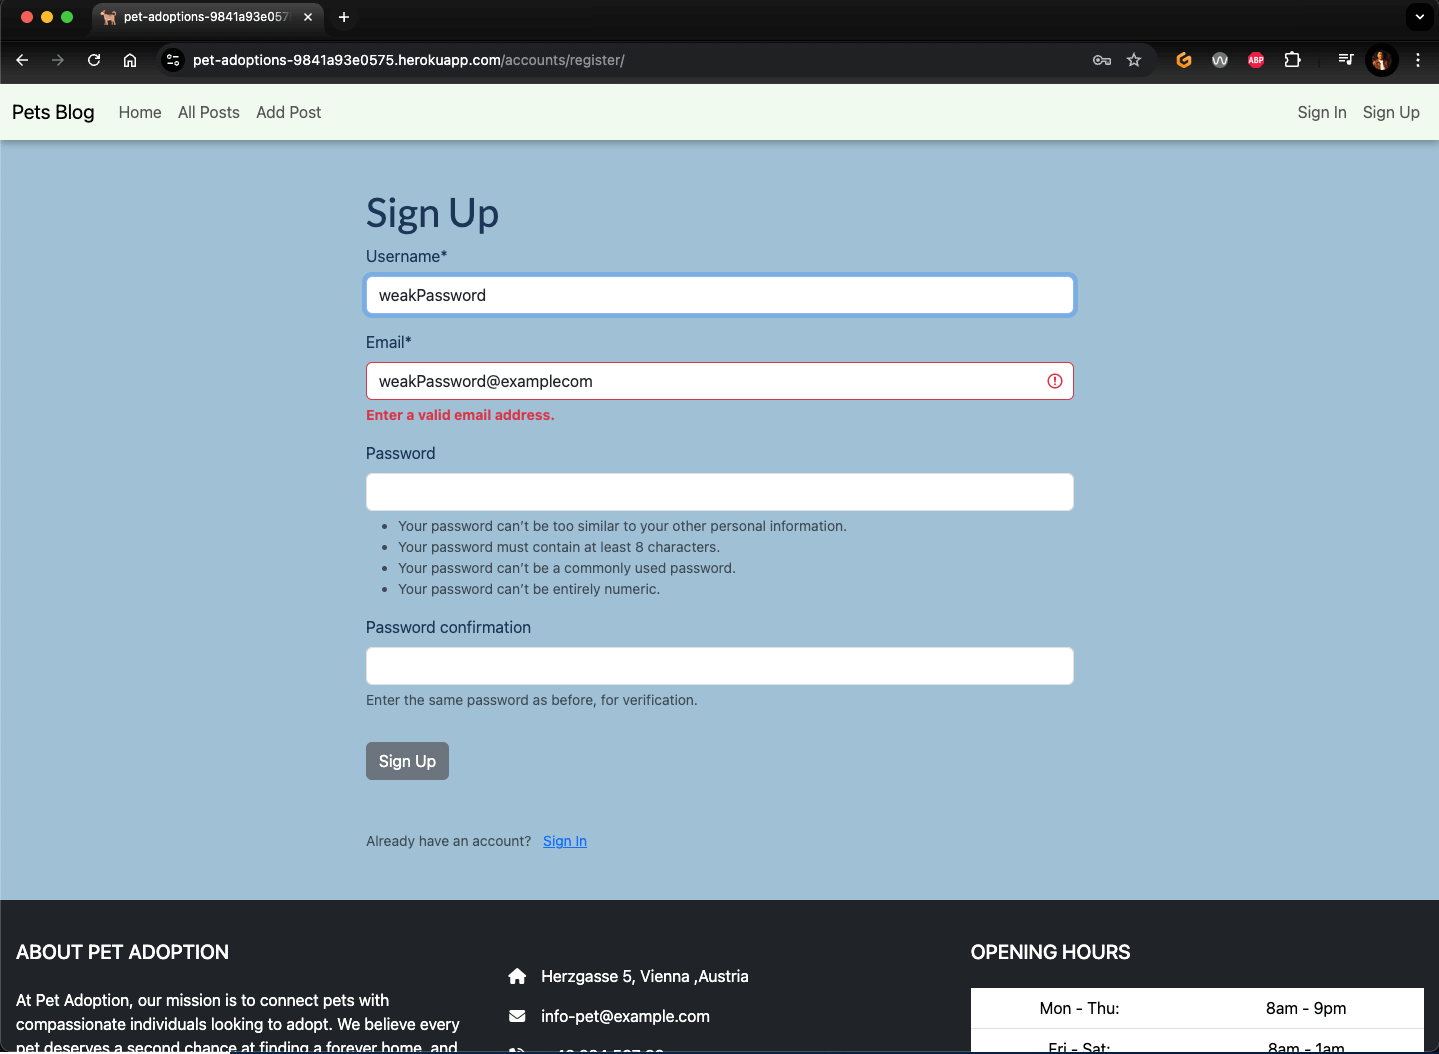 pet-adoptions-9841a93e057
pet-adoptions-9841a93e0575.herokuapp.com/accounts/register/
ABP
Pets Blog Home All Posts Add Post Sign In Sign Up
Sign Up
Username*
weakPassword
Email*
weakPassword@examplecom
Enter a valid email address.
Password
• Your password can’t be too similar to your other personal information.
• Your password must contain at least 8 characters.
• Your password can’t be a commonly used password.
• Your password can’t be entirely numeric.
Password confirmation
Enter the same password as before, for verification.
Sign Up
Already have an account? Sign In
ABOUT PET ADOPTION
At Pet Adoption, our mission is to connect pets with
compassionate individuals looking to adopt. We believe every
pet deserves a second chance at finding a forever home, and
Herzgasse 5, Vienna ,Austria
info-pet@example.com
OPENING HOURS
Mon - Thu: 8am - 9pm
Fri - Sat: 8am - 1am